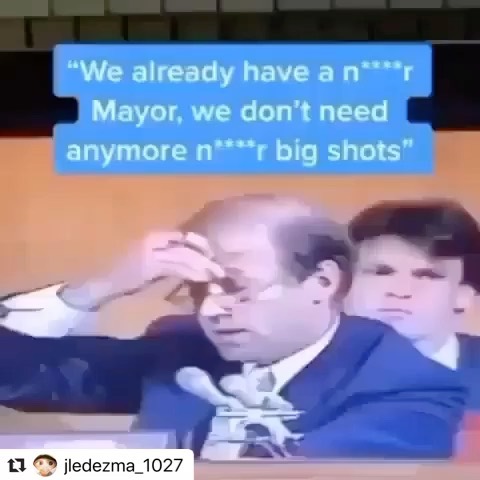 “We already have a n****r
Mayor, we don't need
anymore n****r big shots”
jledezma_1027